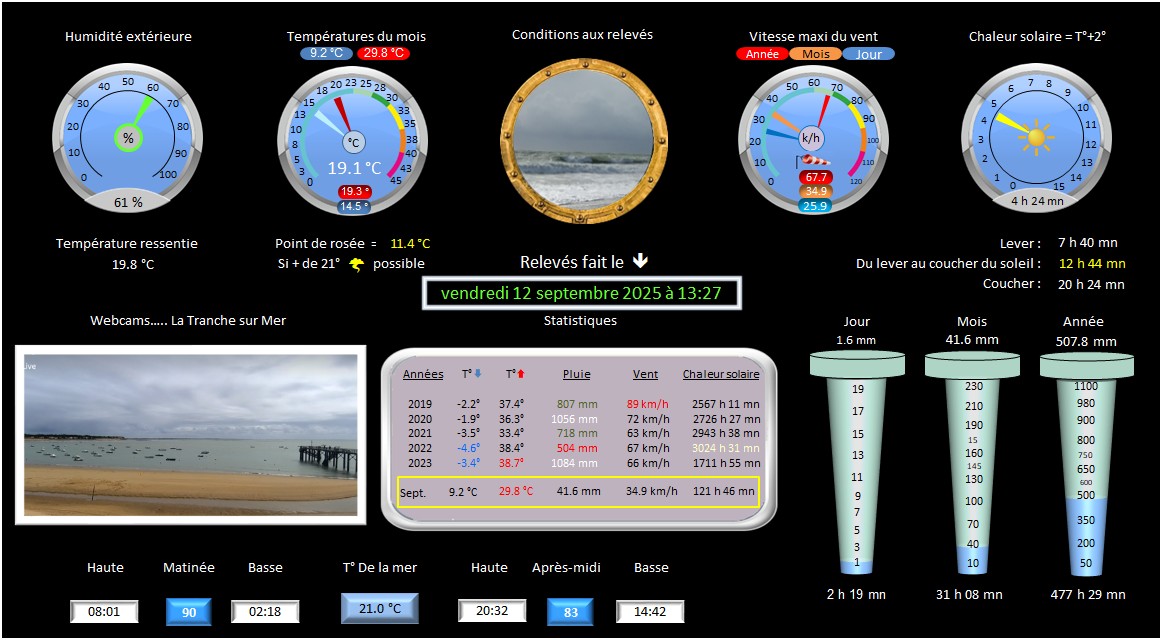 Humidité extérieure
Températures du mois
9.2 °C 29.8 °C
Conditions aux relevés
Vitesse maxi du vent
Année Mois Jour
Chaleur solaire = T°+2°
0 10 20 30 40 50 60 70 80 90 100
%
61 %
0 3 5 8 10 13 15 18 20 23 25 28 30 33 35 38 40 43 45
°C
19.1 °C
19.3 °
14.5 °
0 10 20 30 40 50 60 70 80 90 100 110 120
k/h
67.7
34.9
25.9
0 1 2 3 4 5 6 7 8 9 10 11 12 13 14 15
4 h 24 mn
Température ressentie
19.8 °C
Point de rosée = 11.4 °C
Si + de 21° possible
Relevés fait le
vendredi 12 septembre 2025 à 13:27
Lever : 7 h 40 mn
Du lever au coucher du soleil : 12 h 44 mn
Coucher : 20 h 24 mn
Webcams..... La Tranche sur Mer
Live
Statistiques
Années T° T° Pluie Vent Chaleur solaire
2019 -2.2° 37.4° 807 mm 89 km/h 2567 h 11 mn
2020 -1.9° 36.3° 1056 mm 72 km/h 2726 h 27 mn
2021 -3.5° 33.4° 718 mm 63 km/h 2943 h 38 mn
2022 -4.6° 38.4° 504 mm 67 km/h 3024 h 31 mn
2023 -3.4° 38.7° 1084 mm 66 km/h 1711 h 55 mn
Sept. 9.2 °C 29.8 °C 41.6 mm 34.9 km/h 121 h 46 mn
Jour
1.6 mm
19
17
15
13
11
9
7
5
3
1
2 h 19 mn
Mois
41.6 mm
230
210
190
15
160
145
130
100
70
40
10
31 h 08 mn
Année
507.8 mm
1100
980
900
800
750
650
600
500
350
200
50
477 h 29 mn
Haute Matinée Basse
08:01 90 02:18
T° De la mer
21.0 °C
Haute Après-midi Basse
20:32 83 14:42